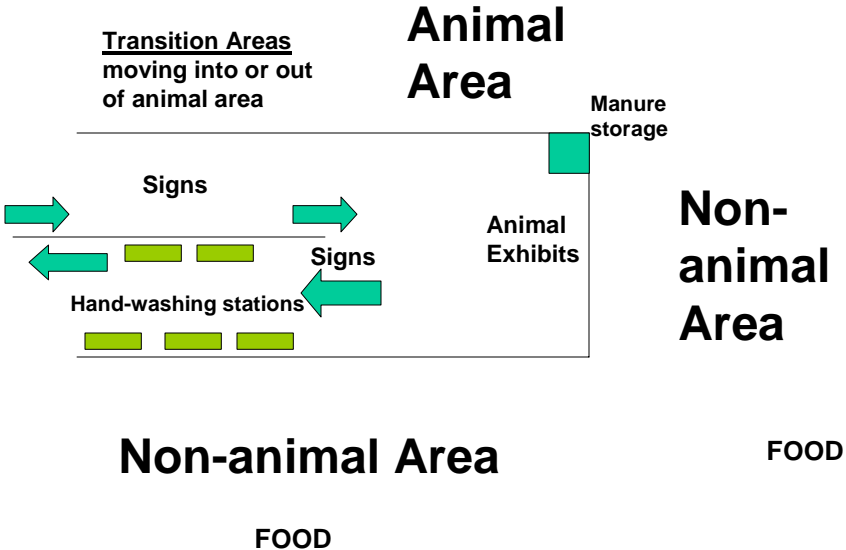 Transition Areas
moving into or out
of animal area
Animal
Area
Manure
storage
Signs
Animal
Exhibits
Non-
animal
Area
Signs
Hand-washing stations
Non-animal Area
FOOD
FOOD